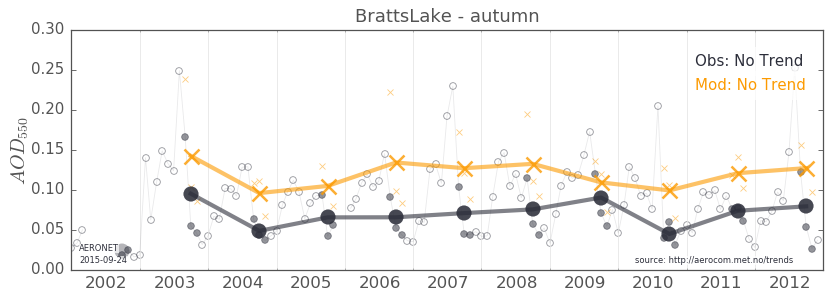 BrattsLake - autumn
0.30
0.25
0.20
0.15
0.10
0.05
0.00
AOD550
Obs: No Trend
Mod: No Trend
AERONET
2015-09-24
source: http://aerocom.met.no/trends
2002 2003 2004 2005 2006 2007 2008 2009 2010 2011 2012